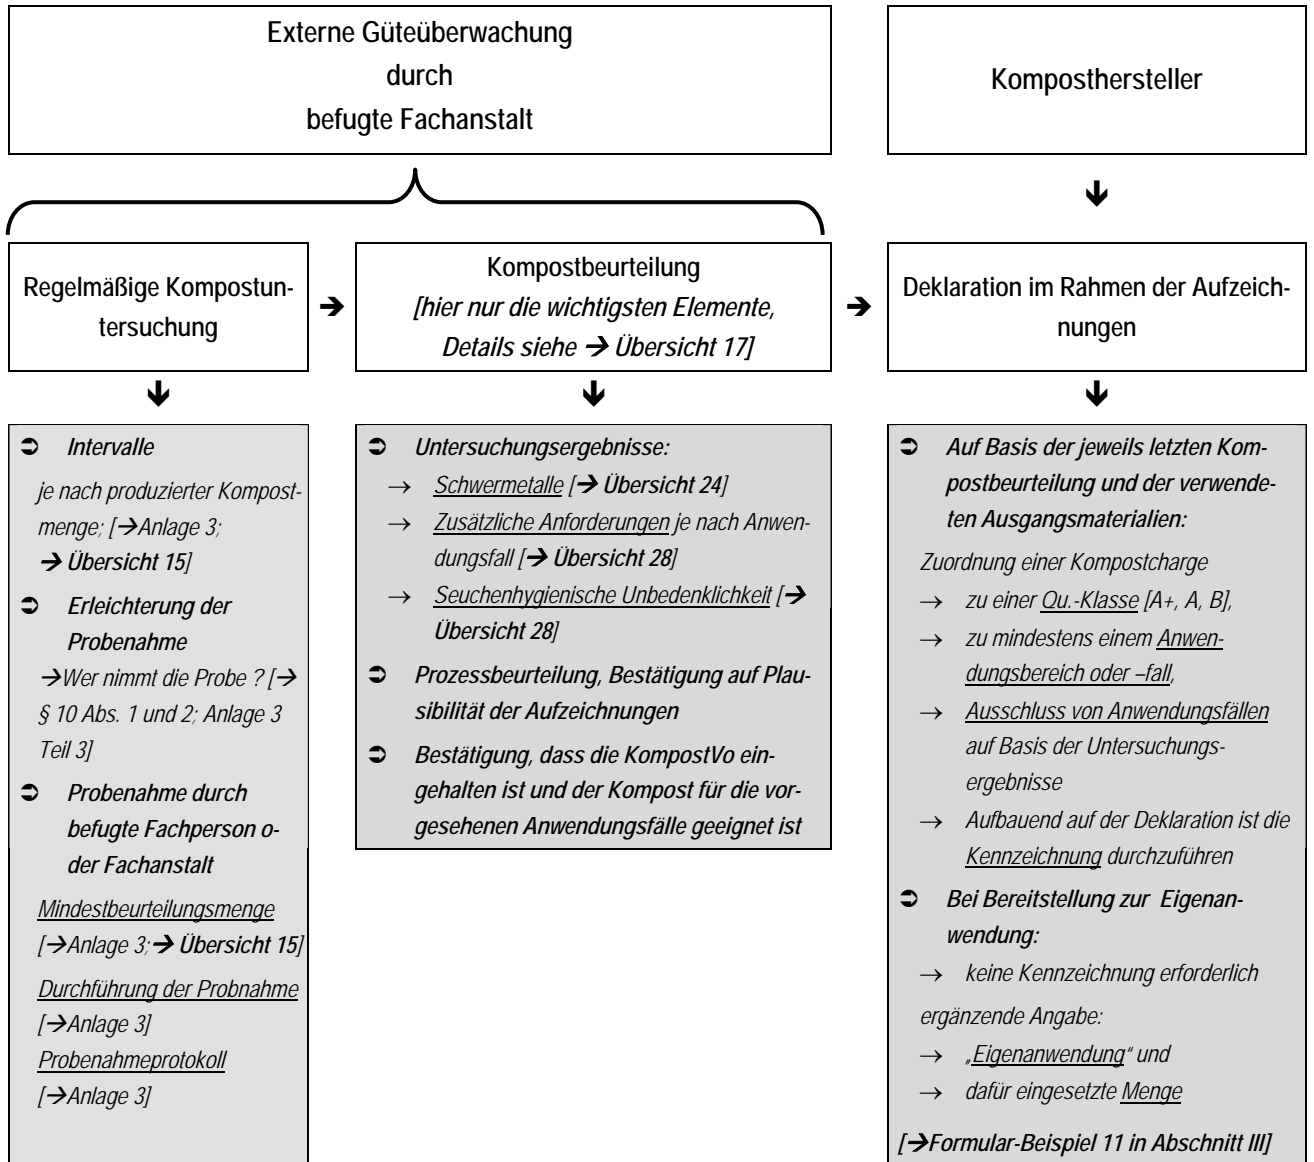 Externe Güteüberwachung
durch
befugte Fachanstalt
Komposthersteller
Regelmäßige Kompostun-
tersuchung
Kompostbeurteilung
[hier nur die wichtigsten Elemente,
Details siehe → Übersicht 17]
Deklaration im Rahmen der Aufzeich-
nungen
➲ Intervalle
je nach produzierter Kompost-
menge; [→Anlage 3;
→ Übersicht 15]
➲ Erleichterung der
Probenahme
→Wer nimmt die Probe ? [→
§ 10 Abs. 1 und 2; Anlage 3
Teil 3]
➲ Probenahme durch
befugte Fachperson o-
der Fachanstalt
Mindestbeurteilungsmenge
[→Anlage 3;→ Übersicht 15]
Durchführung der Probnahme
[→Anlage 3]
Probenahmeprotokoll
[→Anlage 3]
➲ Untersuchungsergebnisse:
→ Schwermetalle [→ Übersicht 24]
→ Zusätzliche Anforderungen je nach Anwen-
dungsfall [→ Übersicht 28]
→ Seuchenhygienische Unbedenklichkeit [→
Übersicht 28]
➲ Prozessbeurteilung, Bestätigung auf Plau-
sibilität der Aufzeichnungen
➲ Bestätigung, dass die KompostVo ein-
gehalten ist und der Kompost für die vor-
gesehenen Anwendungsfälle geeignet ist
➲ Auf Basis der jeweils letzten Kom-
postbeurteilung und der verwende-
ten Ausgangsmaterialien:
Zuordnung einer Kompostcharge
→ zu einer Qu.-Klasse [A+, A, B],
→ zu mindestens einem Anwen-
dungsbereich oder –fall,
→ Ausschluss von Anwendungsfällen
auf Basis der Untersuchungs-
ergebnisse
→ Aufbauend auf der Deklaration ist die
Kennzeichnung durchzuführen
➲ Bei Bereitstellung zur Eigenan-
wendung:
→ keine Kennzeichnung erforderlich
ergänzende Angabe:
→ „Eigenanwendung“ und
→ dafür eingesetzte Menge
[→Formular-Beispiel 11 in Abschnitt III]